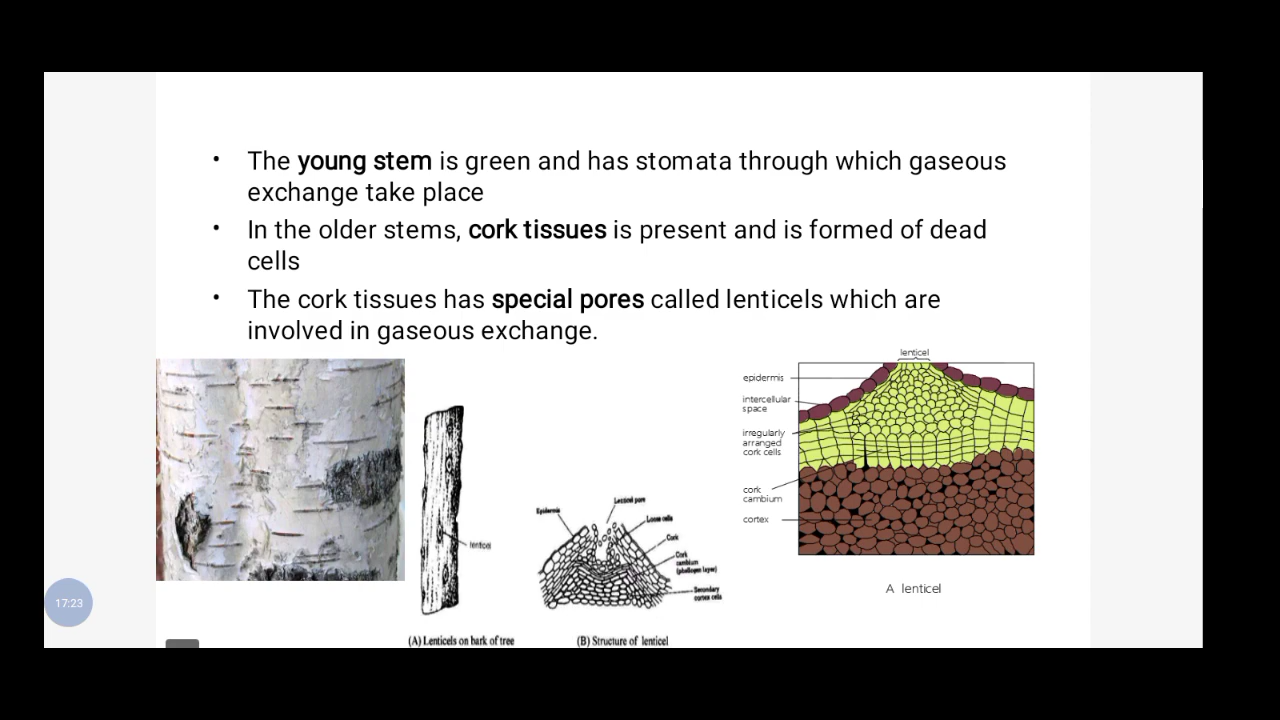 • The young stem is green and has stomata through which gaseous
exchange take place
• In the older stems, cork tissues is present and is formed of dead
cells
• The cork tissues has special pores called lenticels which are
involved in gaseous exchange.
lenticel
epidermis
intercellular
space
irregularly
arranged
cork cells
cork
cambium
cortex
A lenticel
lenticel
Epidermis
Lenticel pore
Loose cells
Cork
Cork
cambium
(phellogen layer)
Secondary
cortex cells
(A) Lenticels on bark of tree
(B) Structure of lenticel
17:23